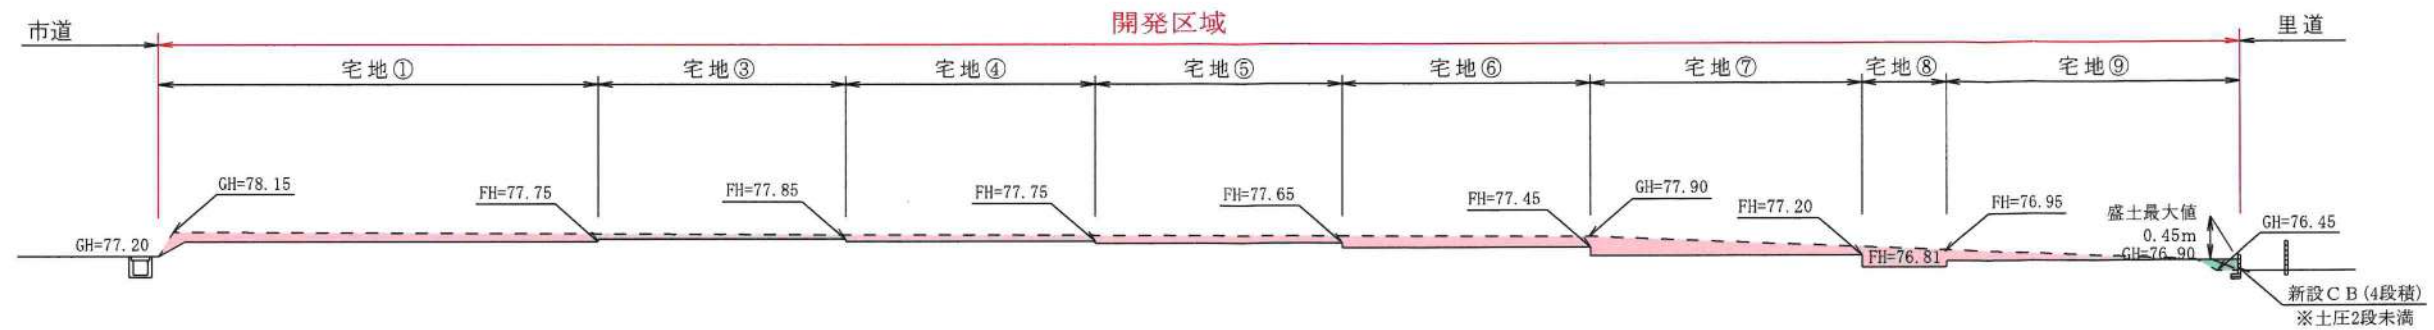 開発区域
市道
里道
宅地①
宅地③
宅地④
宅地⑤
宅地⑥
宅地⑦
宅地⑧
宅地⑨
GH=78.15
FH=77.75
FH=77.85
FH=77.75
FH=77.65
FH=77.45
GH=77.90
FH=77.20
FH=76.95
盛土最大値
0.45m
GH=76.45
GH=77.20
GH=76.90
FH=76.81
新設CB(4段積)
※土圧2段未満